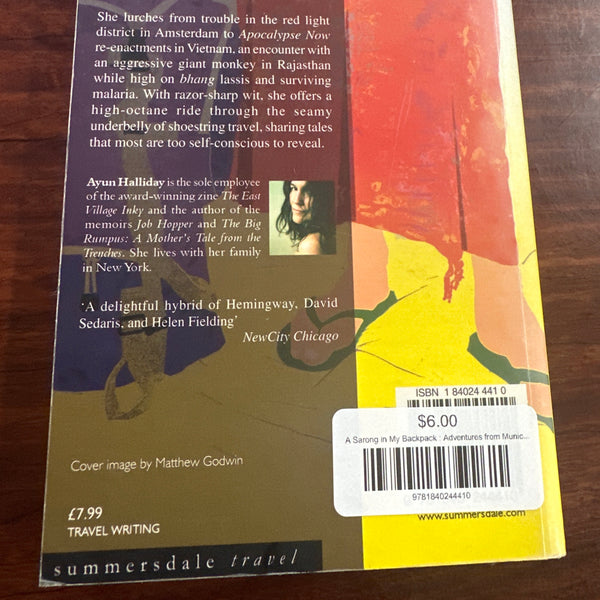 She lurches from trouble in the red light
district in Amsterdam to Apocalypse Now
re-enactments in Vietnam, an encounter with
an aggressive giant monkey in Rajasthan
while high on bhang lassis and surviving
malaria. With razor-sharp wit, she offers a
high-octane ride through the seamy
underbelly of shoestring travel, sharing tales
that most are too self-conscious to reveal.
Ayun Halliday is the sole employee
of the award-winning zine The East
Village Inky and the author of the
memoirs Job Hopper and The Big
Rumpus: A Mother's Tale from the
Trenches. She lives with her family
in New York.
'A delightful hybrid of Hemingway, David
Sedaris, and Helen Fielding'
NewCity Chicago
Cover image by Matthew Godwin
£7.99
TRAVEL WRITING
summersdale travel
ISBN 1 84024 441 0
$6.00
A Sarong in My Backpack : Adventures from Munic...
9781840244410
www.summersdale.com